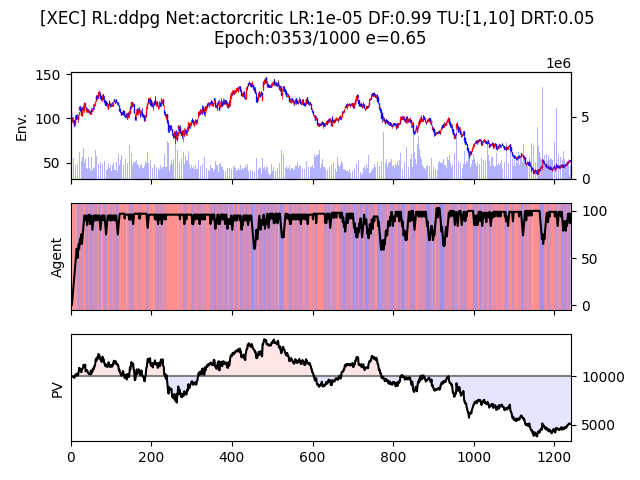 [XEC] RL:ddpg Net:actorcritic LR:1e-05 DF:0.99 TU:[1,10] DRT:0.05
Epoch:0353/1000 e=0.65
1e6
150
100
50
Env.
5
0
Agent
100
50
0
PV
10000
5000
0 200 400 600 800 1000 1200